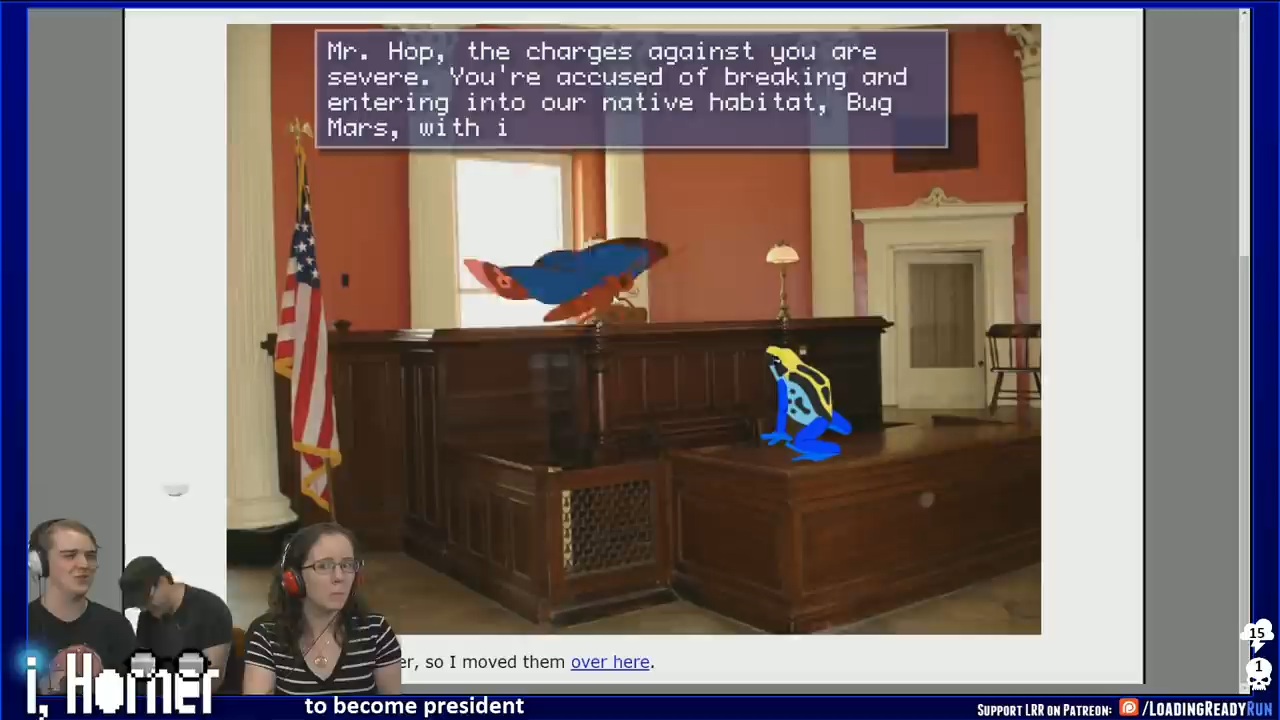 Mr. Hop, the charges against you are
severe. You're accused of breaking and
entering into our native habitat, Bug
Mars, with i
er, so I moved them over here.
15
1
i, Horner
to become president
SUPPORT LRR ON PATREON: /LOADINGREADYRUN